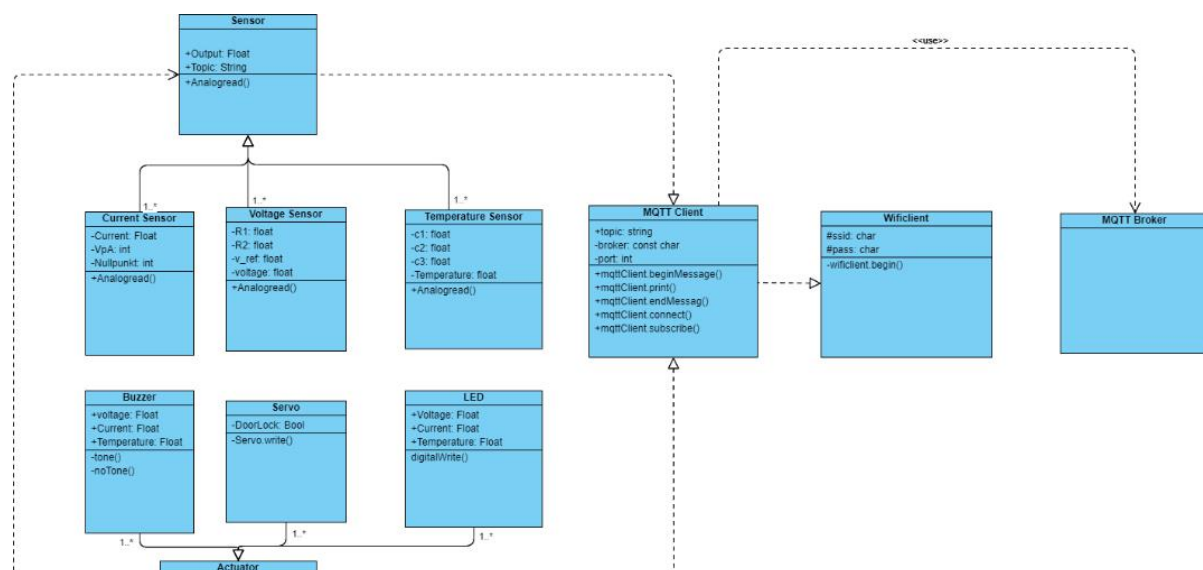 Sensor
+Output: Float
+Topic: String
+Analogread()
<<use>>
1..*
1..*
1..*
Current Sensor
-Current: Float
-VpA: int
-Nullpunkt: int
+Analogread()
Voltage Sensor
-R1: float
-R2: float
-v_ref: float
-voltage: float
+Analogread()
Temperature Sensor
-c1: float
-c2: float
-c3: float
-Temperature: float
+Analogread()
MQTT Client
+topic: string
-broker: const char
-port: int
+mqttClient.beginMessage()
+mqttClient.print()
+mqttClient.endMessag()
+mqttClient.connect()
+mqttClient.subscribe()
Wificlient
#ssid: char
#pass: char
-wificlient.begin()
MQTT Broker
Buzzer
+voltage: Float
+Current: Float
+Temperature: Float
-tone()
-noTone()
Servo
-DoorLock: Bool
-Servo.write()
LED
+Voltage: Float
+Current: Float
+Temperature: Float
digitalWrite()
1..*
1..*
1..*
Actuator